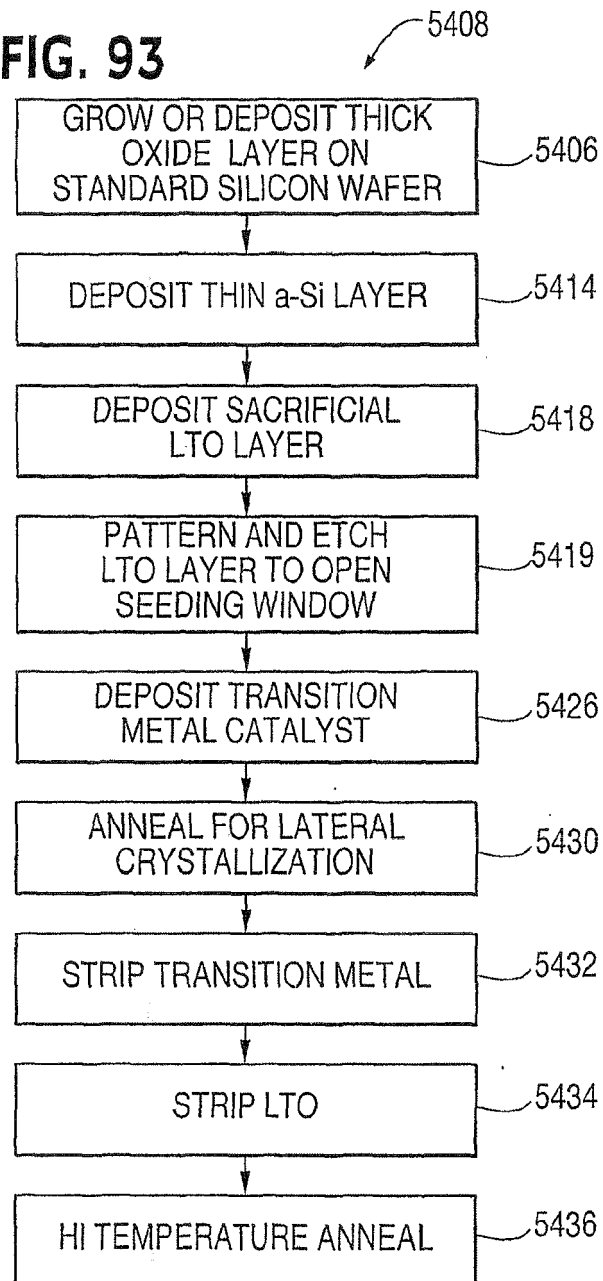 FIG. 93
5408
GROW OR DEPOSIT THICK
OXIDE LAYER ON
STANDARD SILICON WAFER
5406
DEPOSIT THIN a-Si LAYER
5414
DEPOSIT SACRIFICIAL
LTO LAYER
5418
PATTERN AND ETCH
LTO LAYER TO OPEN
SEEDING WINDOW
5419
DEPOSIT TRANSITION
METAL CATALYST
5426
ANNEAL FOR LATERAL
CRYSTALLIZATION
5430
STRIP TRANSITION METAL
5432
STRIP LTO
5434
HI TEMPERATURE ANNEAL
5436